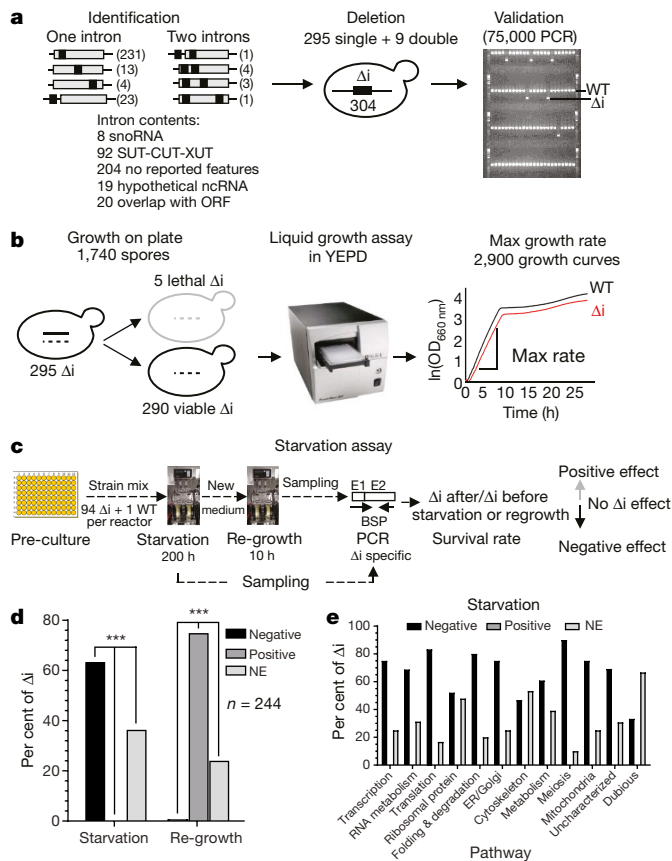 a
Identification
One intron
Two introns
(231)
(13)
(4)
(23)
(1)
(4)
(3)
(1)
Intron contents:
8 snoRNA
92 SUT-CUT-XUT
204 no reported features
19 hypothetical ncRNA
20 overlap with ORF
Deletion
295 single + 9 double
Δi
304
Validation
(75,000 PCR)
WT
Δi
b
Growth on plate
1,740 spores
5 lethal Δi
295 Δi
290 viable Δi
Liquid growth assay
in YEPD
Max growth rate
2,900 growth curves
WT
Δi
ln(OD660 nm)
4
3
2
1
0
Max rate
0 5 10 15 20 25
Time (h)
c
Starvation assay
Pre-culture
Strain mix
94 Δi + 1 WT
per reactor
Starvation
200 h
New
medium
Re-growth
10 h
Sampling
Sampling
E1 E2
BSP
PCR
Δi specific
Δi after/Δi before
starvation or regrowth
Survival rate
Positive effect
No Δi effect
Negative effect
d
Per cent of Δi
80
60
40
20
0
***
***
Negative
Positive
NE
n = 244
Starvation
Re-growth
e
Starvation
Negative
Positive
NE
Per cent of Δi
100
80
60
40
20
0
Transcription
RNA metabolism
Translation
Ribosomal protein
Folding & degradation
ER/Golgi
Cytoskeleton
Metabolism
Meiosis
Mitochondria
Uncharacterized
Dubious
Pathway